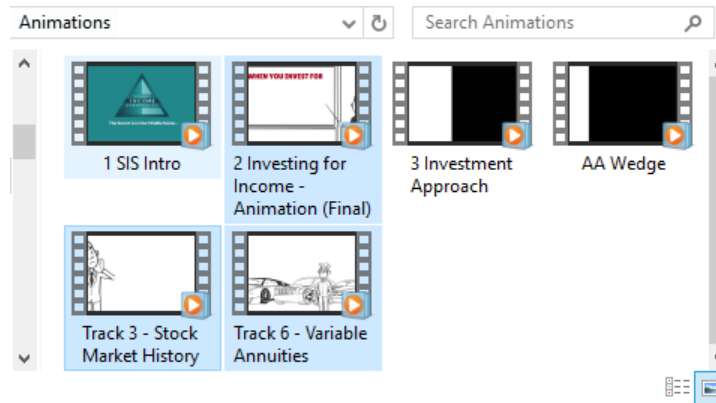 Animations
Search Animations
INCOME
WHEN YOU INVEST FOR
1 SIS Intro
2 Investing for
Income -
Animation (Final)
3 Investment
Approach
AA Wedge
Track 3 - Stock
Market History
Track 6 - Variable
Annuities